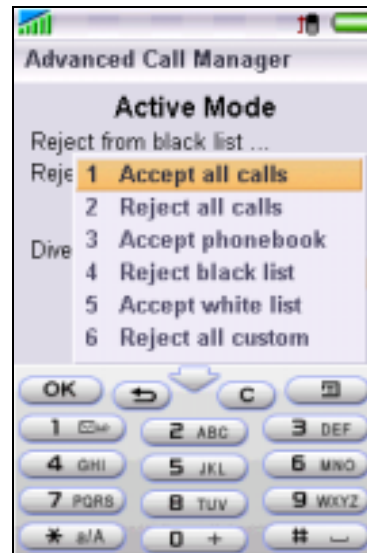 Advanced Call Manager
Active Mode
Reject from black list ...
Reje
1 Accept all calls
2 Reject all calls
Dive
3 Accept phonebook
4 Reject black list
5 Accept white list
6 Reject all custom
OK
C
1
2 ABC
3 DEF
4 GHI
5 JKL
6 MNO
7 PQRS
8 TUV
9 WXYZ
* a/A
0 +
#